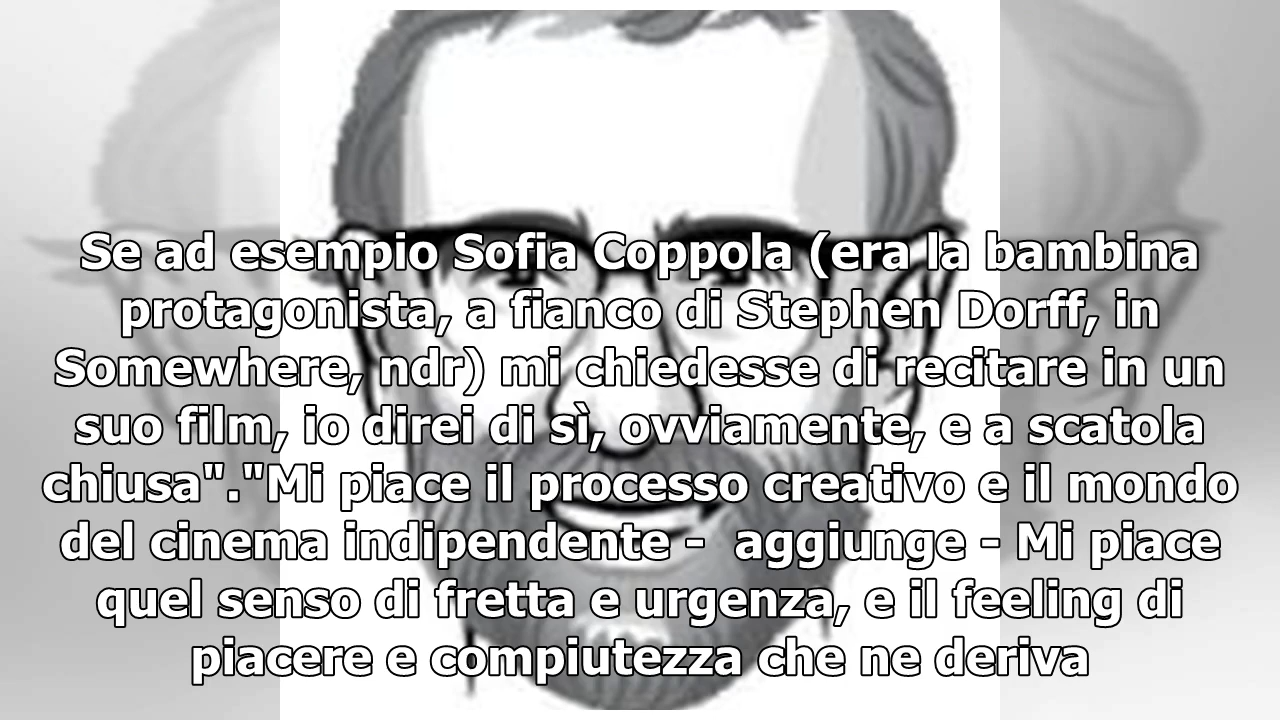 Se ad esempio Sofia Coppola (era la bambina
protagonista, a fianco di Stephen Dorff, in
Somewhere, ndr) mi chiedesse di recitare in un
suo film, io direi di sì, ovviamente, e a scatola
chiusa"."Mi piace il processo creativo e il mondo
del cinema indipendente -  aggiunge - Mi piace
quel senso di fretta e urgenza, e il feeling di
piacere e compiutezza che ne deriva